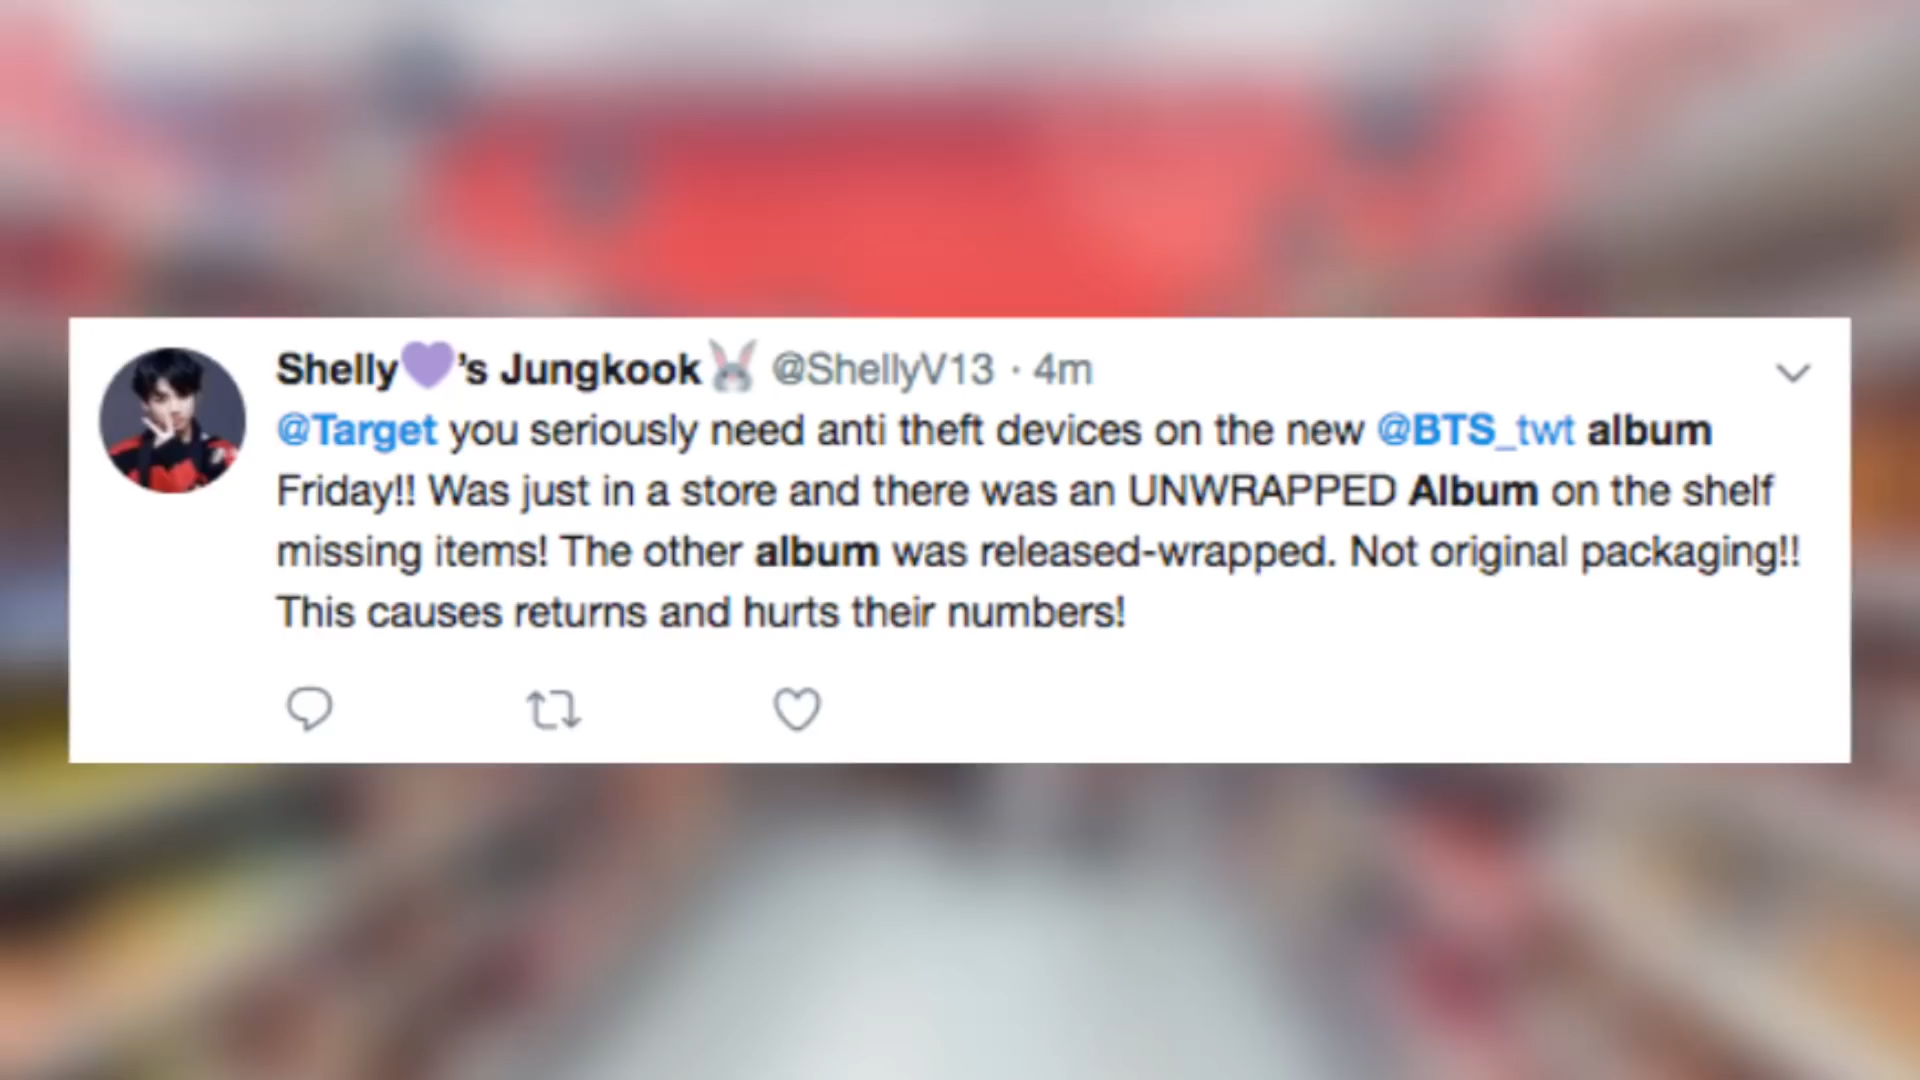 Shelly💜's Jungkook🐰 @ShellyV13 · 4m
@Target you seriously need anti theft devices on the new @BTS_twt album
Friday!! Was just in a store and there was an UNWRAPPED Album on the shelf
missing items! The other album was released-wrapped. Not original packaging!!
This causes returns and hurts their numbers!